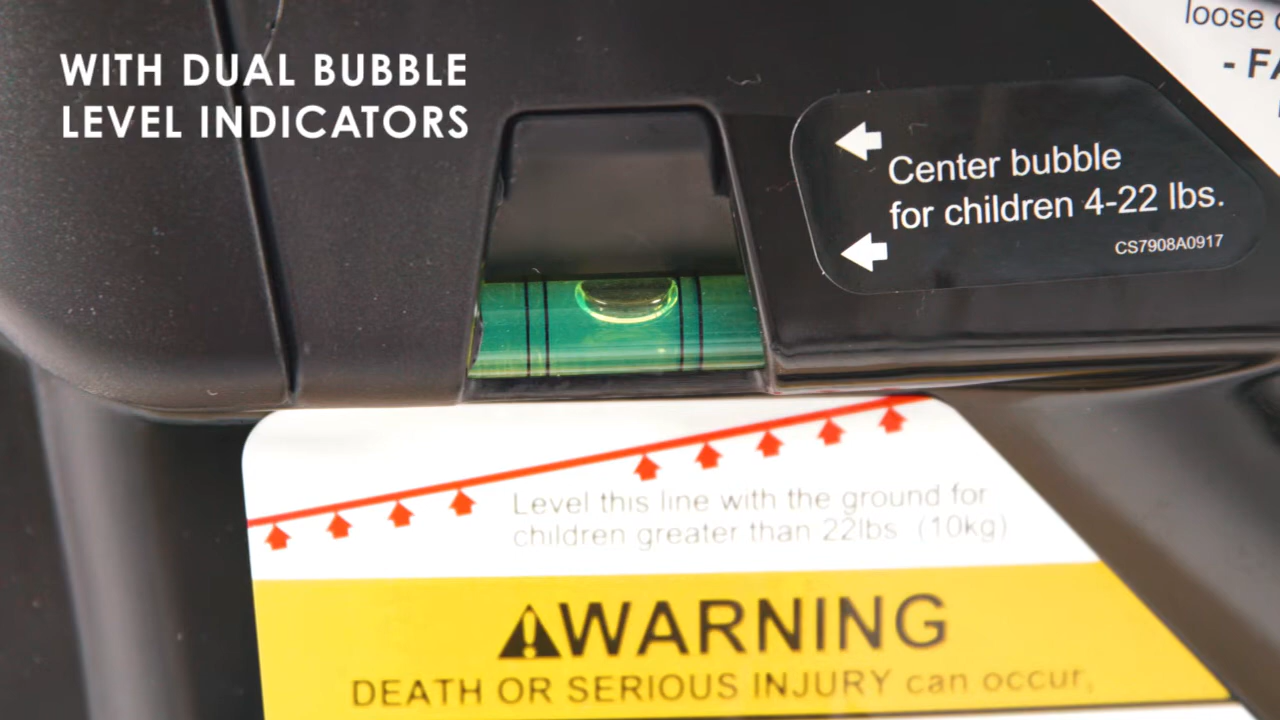 WITH DUAL BUBBLE
LEVEL INDICATORS
loose
- FA
Center bubble
for children 4-22 lbs.
CS7908A0917
Level this line with the ground for
children greater than 22lbs (10kg)
WARNING
DEATH OR SERIOUS INJURY can occur,